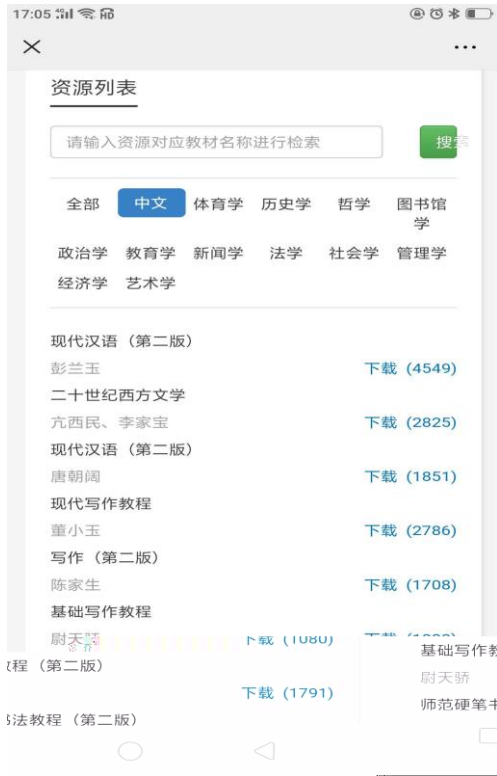 17:05 46 HD
资源列表
请输入资源对应教材名称进行检索 搜索
全部 中文 体育学 历史学 哲学 图书馆学
政治学 教育学 新闻学 法学 社会学 管理学
经济学 艺术学
现代汉语（第二版）
彭兰玉 下载 (4549)
二十世纪西方文学
亢西民、李家宝 下载 (2825)
现代汉语（第二版）
唐朝阔 下载 (1851)
现代写作教程
董小玉 下载 (2786)
写作（第二版）
陈家生 下载 (1708)
基础写作教程
尉天骄 下载 (1080)
基础写作教
程（第二版）
尉天骄
下载 (1791)
师范硬笔书
法教程（第二版）